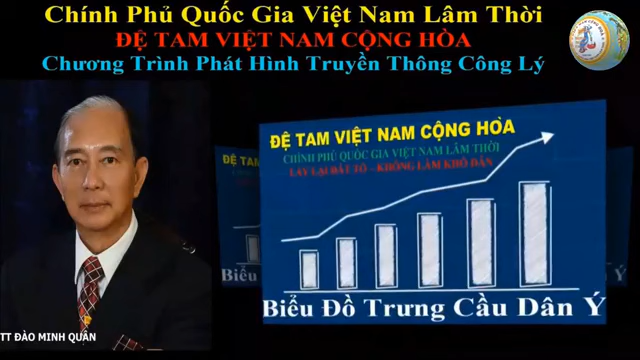 Chính Phủ Quốc Gia Việt Nam Lâm Thời
ĐỆ TAM VIỆT NAM CỘNG HÒA
Chương Trình Phát Hình Truyền Thông Công Lý
ĐỆ TAM VIỆT NAM CỘNG HÒA
CHÍNH PHỦ QUỐC GIA VIỆT NAM LÂM THỜI
LẤY LẠI ĐẤT TỔ - KHÔNG LÀM KHỔ DÂN
Biểu Đồ Trưng Cầu Dân Ý
TT ĐÀO MINH QUÂN